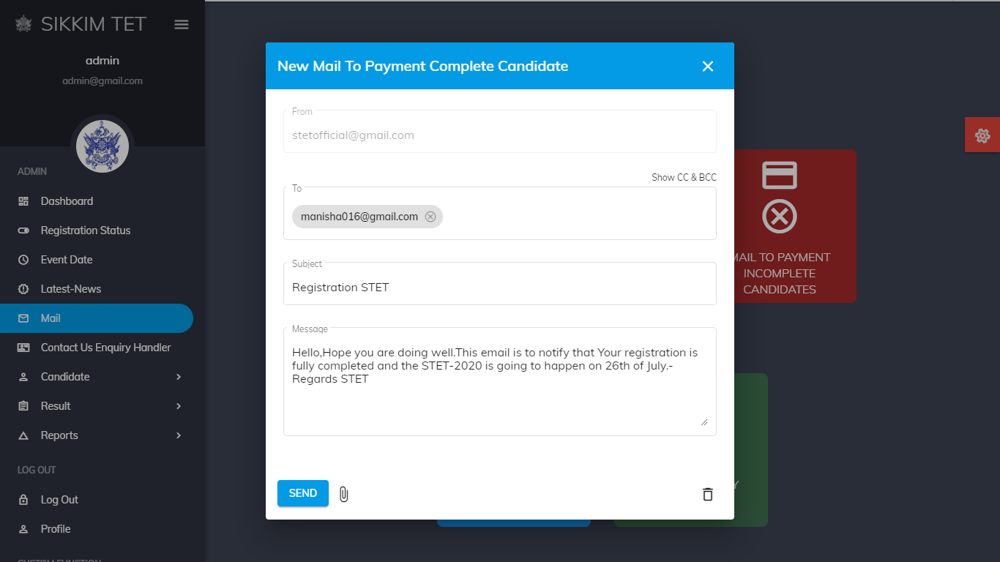 SIKKIM TET
admin
admin@gmail.com
ADMIN
Dashboard
Registration Status
Event Date
Latest-News
Mail
Contact Us Enquiry Handler
Candidate
Result
Reports
LOG OUT
Log Out
Profile
CUSTOM FUNCTION
New Mail To Payment Complete Candidate
From
stetofficial@gmail.com
Show CC & BCC
To
manisha016@gmail.com
Subject
Registration STET
Message
Hello,Hope you are doing well.This email is to notify that Your registration is
fully completed and the STET-2020 is going to happen on 26th of July.-
Regards STET
SEND
MAIL TO PAYMENT
INCOMPLETE
CANDIDATES